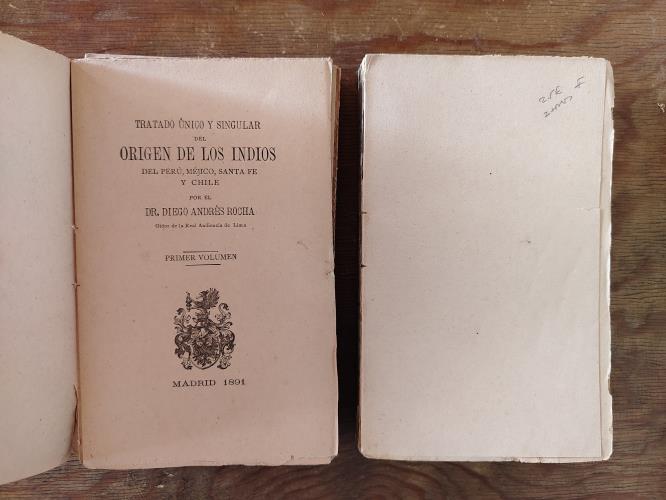 TRATADO ÚNICO Y SINGULAR
DEL
ORIGEN DE LOS INDIOS
DEL PERÚ, MÉJICO, SANTA FE
Y CHILE
POR EL
DR. DIEGO ANDRÉS ROCHA
Oidor de la Real Audiencia de Lima
PRIMER VOLUMEN
MADRID 1891